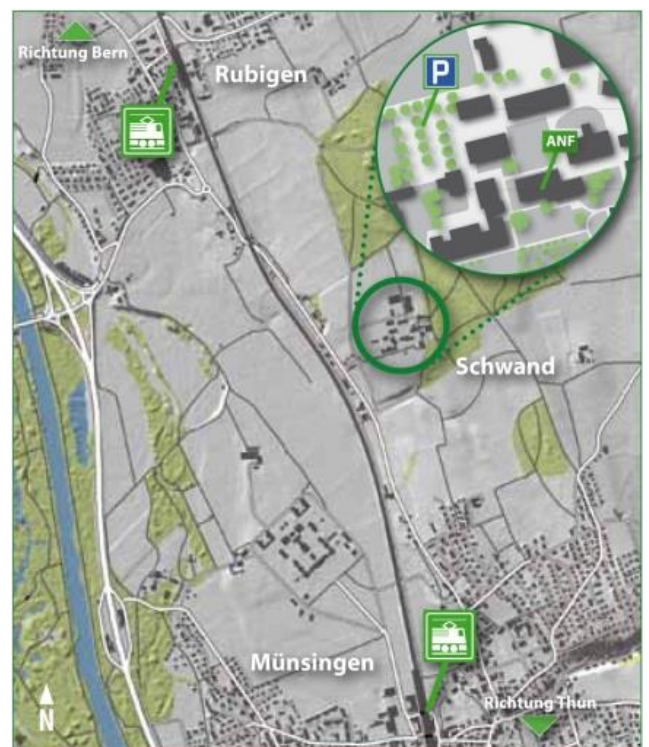 Richtung Bern
Rubigen
P
ANF
Schwand
Münsingen
Richtung Thun
N